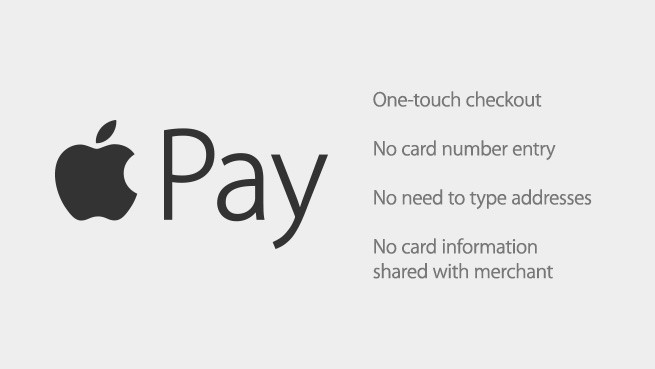 Pay
One-touch checkout
No card number entry
No need to type addresses
No card information
shared with merchant